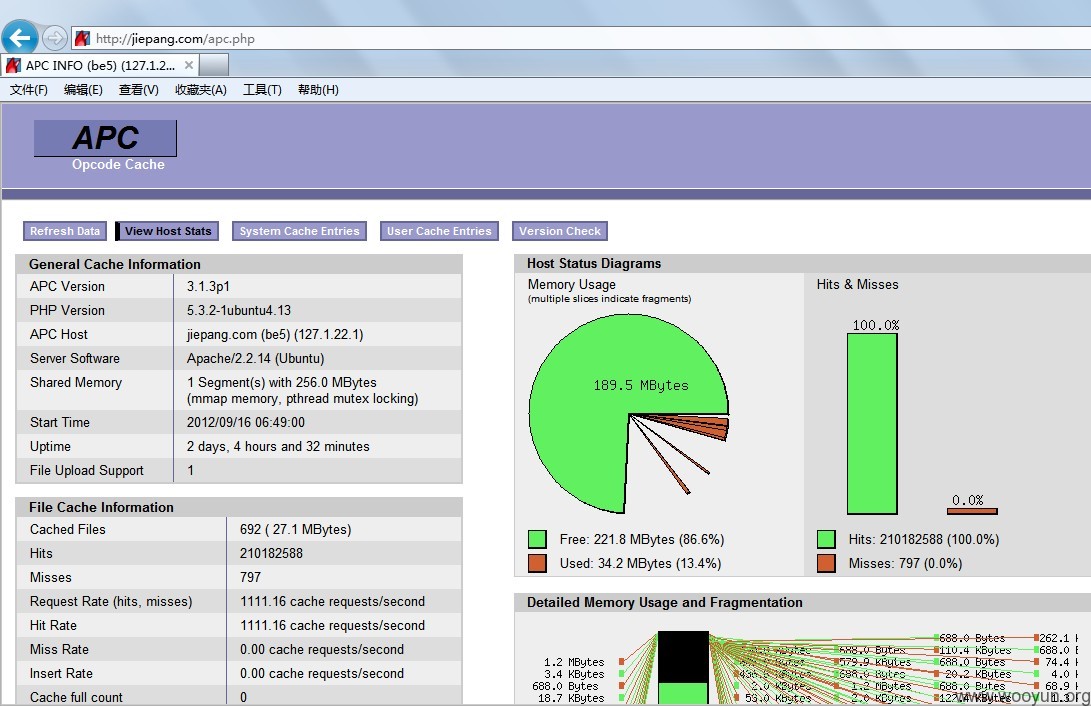 http://jiepang.com/apc.php
APC INFO (be5) (127.1.2...
文件(F) 编辑(E) 查看(V) 收藏夹(A) 工具(T) 帮助(H)
APC
Opcode Cache
Refresh Data View Host Stats System Cache Entries User Cache Entries Version Check
General Cache Information
APC Version 3.1.3p1
PHP Version 5.3.2-1ubuntu4.13
APC Host jiepang.com (be5) (127.1.22.1)
Server Software Apache/2.2.14 (Ubuntu)
Shared Memory 1 Segment(s) with 256.0 MBytes
(mmap memory, pthread mutex locking)
Start Time 2012/09/16 06:49:00
Uptime 2 days, 4 hours and 32 minutes
File Upload Support 1
File Cache Information
Cached Files 692 ( 27.1 MBytes)
Hits 210182588
Misses 797
Request Rate (hits, misses) 1111.16 cache requests/second
Hit Rate 1111.16 cache requests/second
Miss Rate 0.00 cache requests/second
Insert Rate 0.00 cache requests/second
Cache full count 0
Host Status Diagrams
Memory Usage
(multiple slices indicate fragments)
189.5 MBytes
Free: 221.8 MBytes (86.6%)
Used: 34.2 MBytes (13.4%)
Hits & Misses
100.0%
0.0%
Hits: 210182588 (100.0%)
Misses: 797 (0.0%)
Detailed Memory Usage and Fragmentation
688.0 Bytes 262.1
1.2 MBytes 688.0 Bytes 110.4 KBytes 688.0
3.4 KBytes 579.9 KBytes 688.0 Bytes 74.4
688.0 Bytes 688.0 Bytes 20.2 KBytes 4.0
18.7 KBytes 2.0 KBytes 1.2 MBytes 688.0 Bytes 68.9
53.0 KBytes 2.0 KBytes
www.wooyun.org